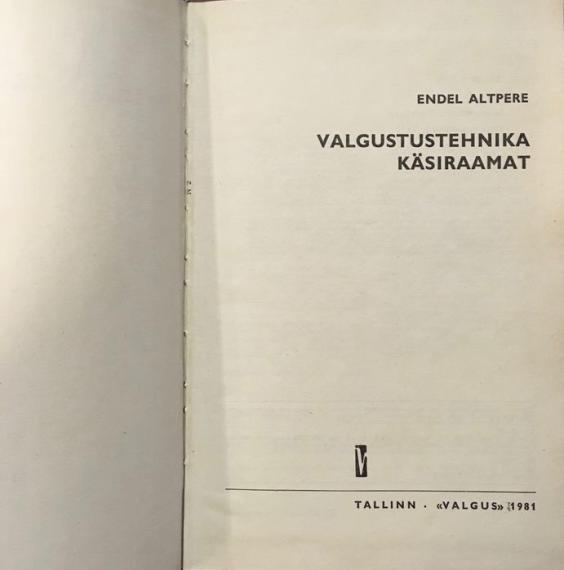 ENDEL ALTPERE
VALGUSTUSTEHNIKA
KÄSIRAAMAT
V
TALLINN · «VALGUS» 1981